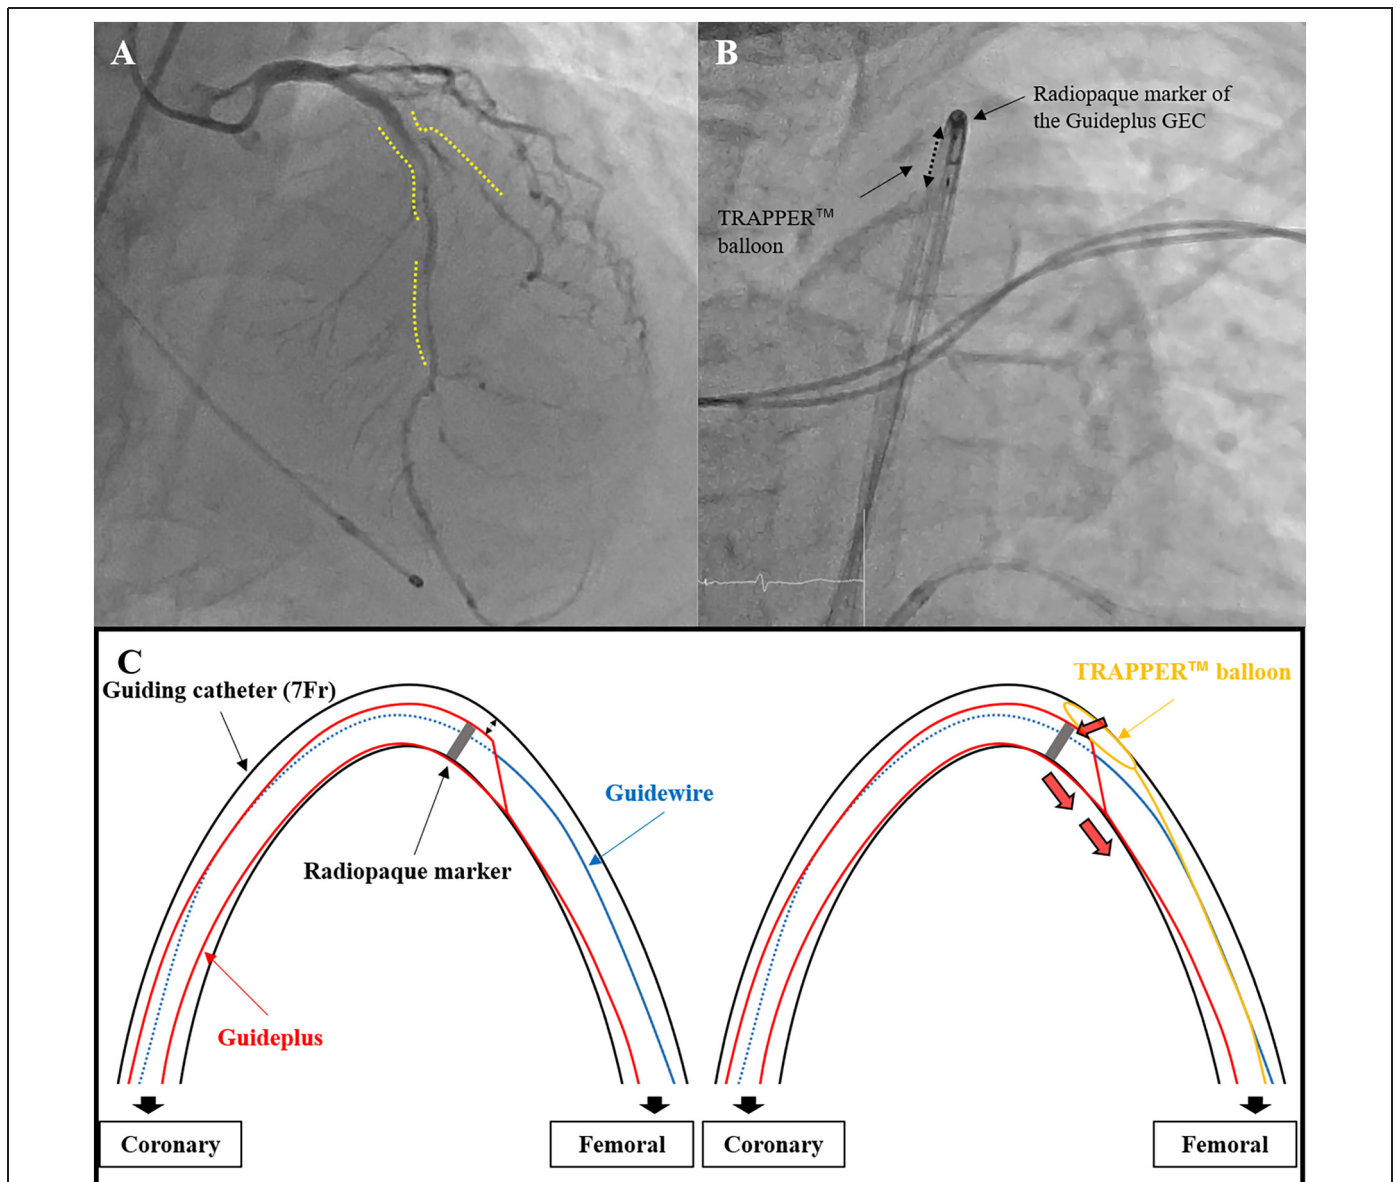 A
B
Radiopaque marker of
the Guideplus GEC
TRAPPER™
balloon
C
Guiding catheter (7Fr)
TRAPPER™ balloon
Guidewire
Radiopaque marker
Guideplus
Coronary
Femoral
Coronary
Femoral